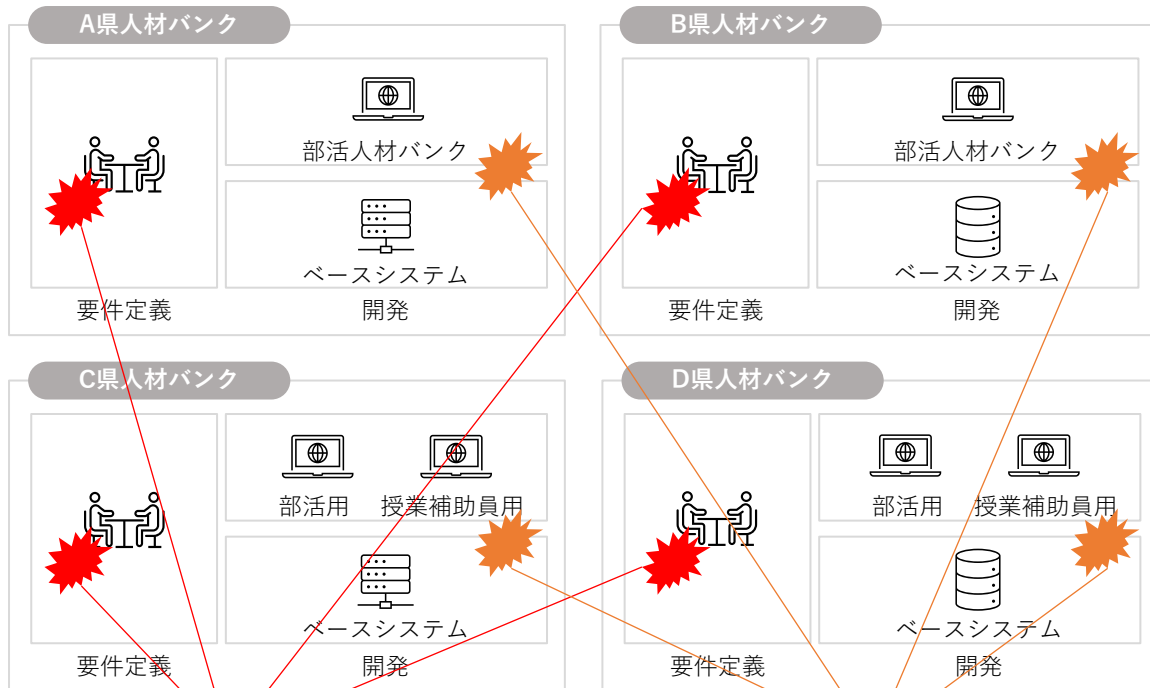 A県人材バンク
部活人材バンク
ベースシステム
要件定義
開発
B県人材バンク
部活人材バンク
ベースシステム
要件定義
開発
C県人材バンク
部活用
授業補助員用
ベースシステム
要件定義
開発
D県人材バンク
部活用
授業補助員用
ベースシステム
要件定義
開発